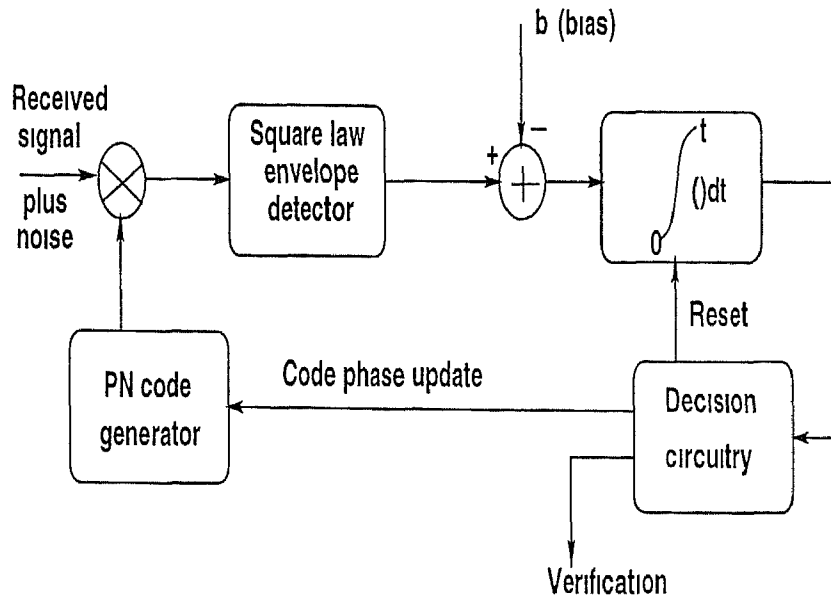 b (bias)
Received
signal
plus
noise
Square law
envelope
detector
+
−
+
t
()dt
0
Reset
PN code
generator
Code phase update
Decision
circuitry
Verification